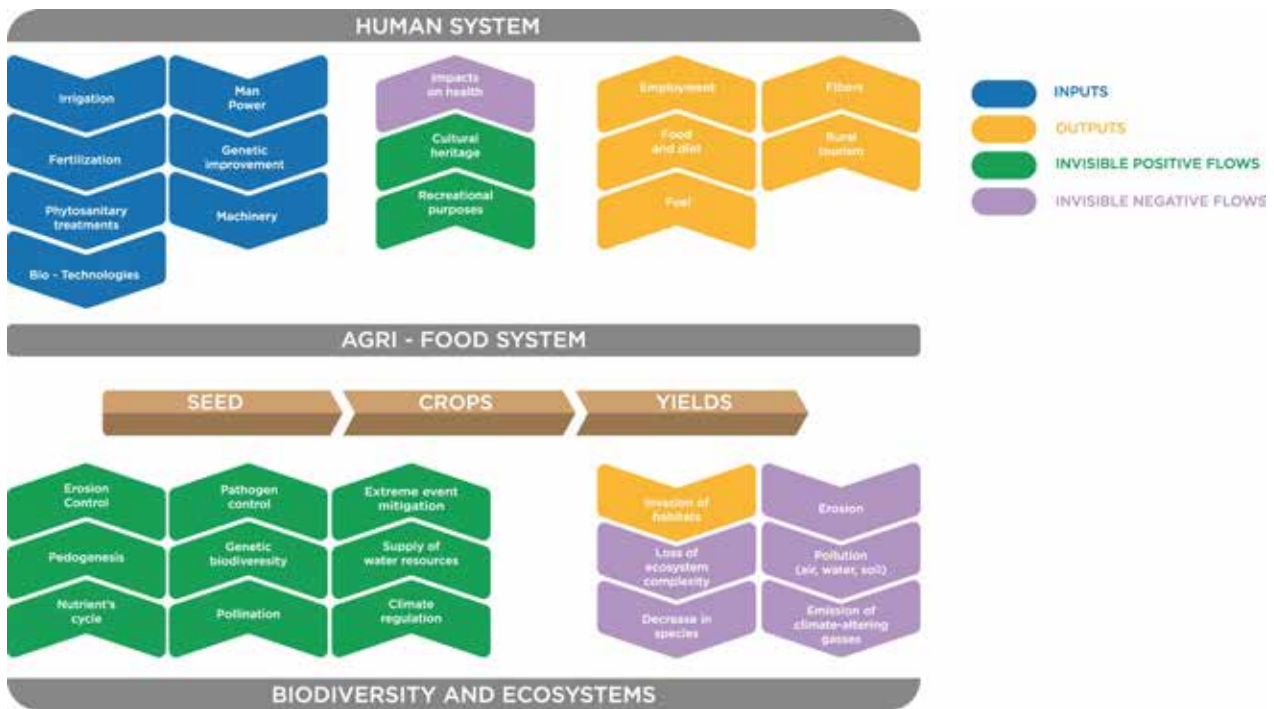 HUMAN SYSTEM
Irrigation
Fertilization
Phytosanitary
treatments
Bio - Technologies
Man
Power
Genetic
improvement
Machinery
Impacts
on health
Cultural
heritage
Recreational
purposes
Employment
Food
and diet
Fuel
Fibers
Rural
tourism
INPUTS
OUTPUTS
INVISIBLE POSITIVE FLOWS
INVISIBLE NEGATIVE FLOWS
AGRI - FOOD SYSTEM
SEED
CROPS
YIELDS
Erosion
Control
Pedogenesis
Nutrient's
cycle
Pathogen
control
Genetic
biodiveresity
Pollination
Extreme event
mitigation
Supply of
water resources
Climate
regulation
Invasion of
habitats
Loss of
ecosystem
complexity
Decrease in
species
Erosion
Pollution
(air, water, soil)
Emission of
climate-altering
gasses
BIODIVERSITY AND ECOSYSTEMS